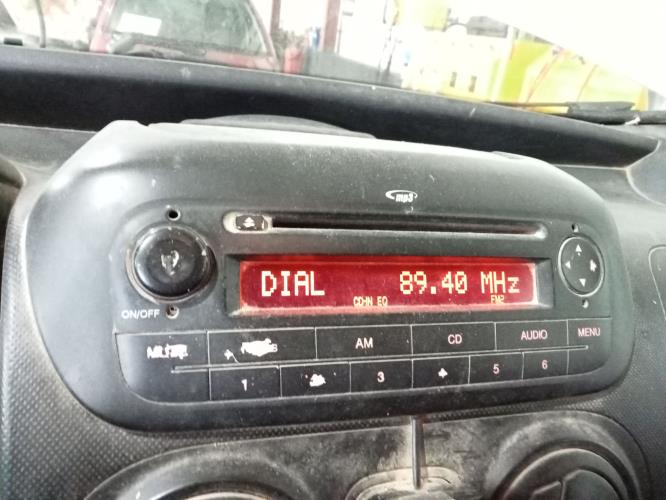 mp3
DIAL 89.40 MHz
CD-IN EQ FM2
ON/OFF
AM CD AUDIO MENU
1 3 5 6